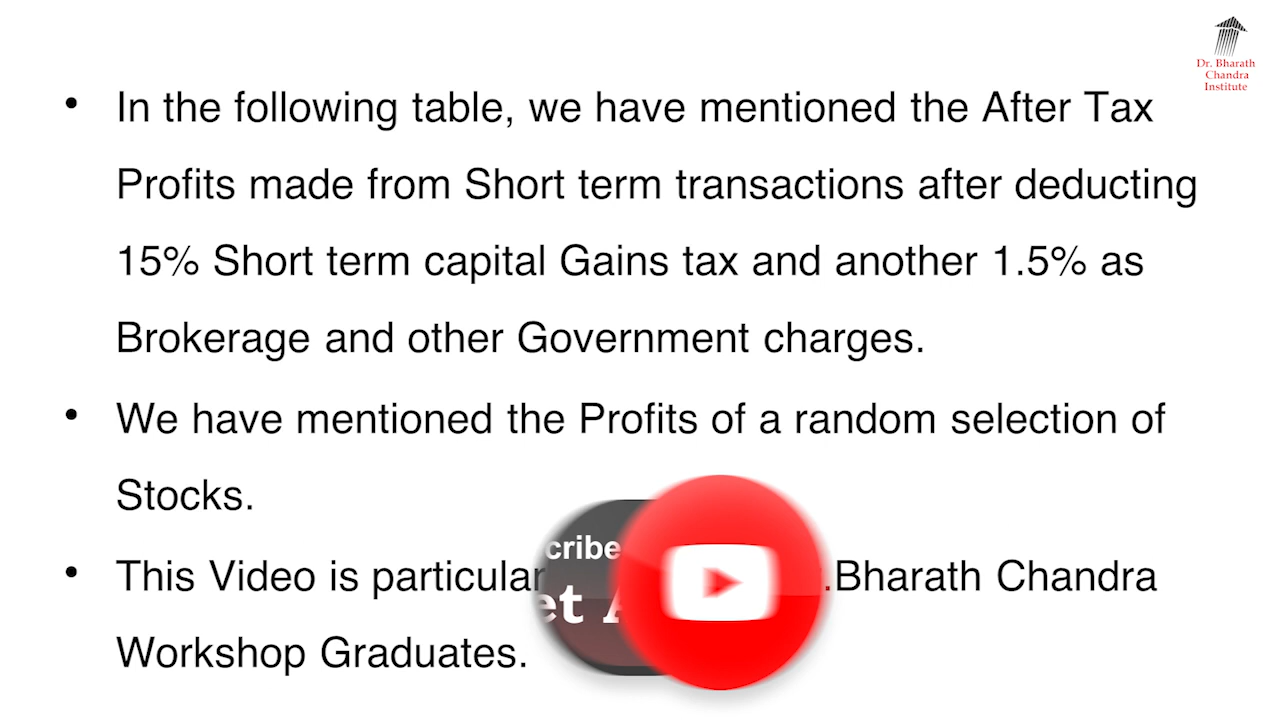 Dr. Bharath
Chandra
Institute
• In the following table, we have mentioned the After Tax
Profits made from Short term transactions after deducting
15% Short term capital Gains tax and another 1.5% as
Brokerage and other Government charges.
• We have mentioned the Profits of a random selection of
Stocks.
• This Video is particular .Bharath Chandra
Workshop Graduates.
cribe
et